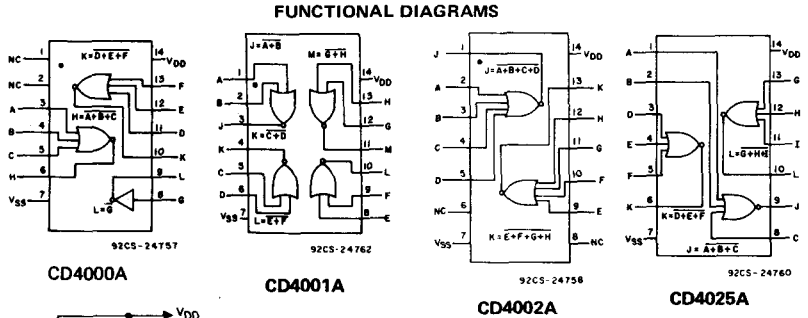 FUNCTIONAL DIAGRAMS
NC 1 K=D+E+F 14 VDD
NC 2 13 F
A 3 12 E
H=A+B+C
B 4 11 D
C 5 10 K
H 6 9 L
VSS 7 L=G 8 G
92CS-24757
CD4000A
J=A+B M=G+H
A 1 14 VDD
B 2 13 H
J 3 12 G
K=C+D
K 4 11 M
C 5 10 L
D 6 9 F
VSS 7 L=E+F 8 E
92CS-24762
CD4001A
J 1 14 VDD
J=A+B+C+D
A 2 13 K
B 3 12 H
C 4 11 G
D 5 10 F
NC 6 9 E
VSS 7 K=E+F+G+H 8 NC
92CS-24758
CD4002A
A 1 14 VDD
B 2 13 G
D 3 12 H
E 4 11 I
L=G+H+I
F 5 10 L
K 6 9 J
K=D+E+F
VSS 7 8 C
J=A+B+C
92CS-24760
CD4025A
VDD